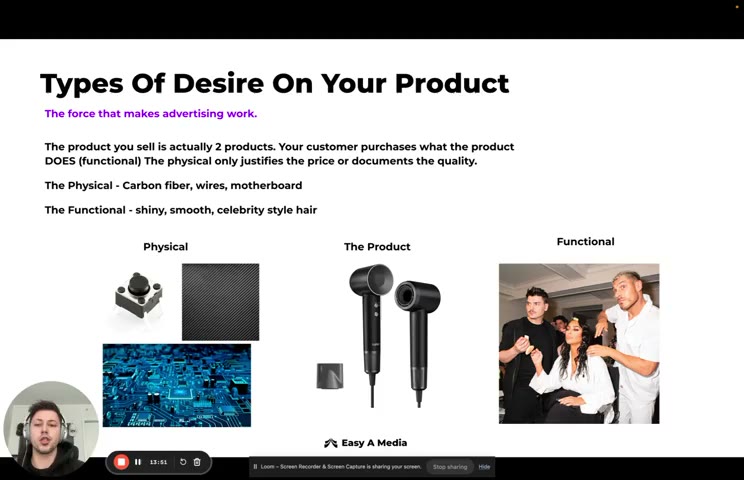 Types Of Desire On Your Product
The force that makes advertising work.
The product you sell is actually 2 products. Your customer purchases what the product
DOES (functional) The physical only justifies the price or documents the quality.
The Physical - Carbon fiber, wires, motherboard
The Functional - shiny, smooth, celebrity style hair
Physical
The Product
Functional
Easy A Media
13:51
Loom – Screen Recorder & Screen Capture is sharing your screen.
Stop sharing
Hide